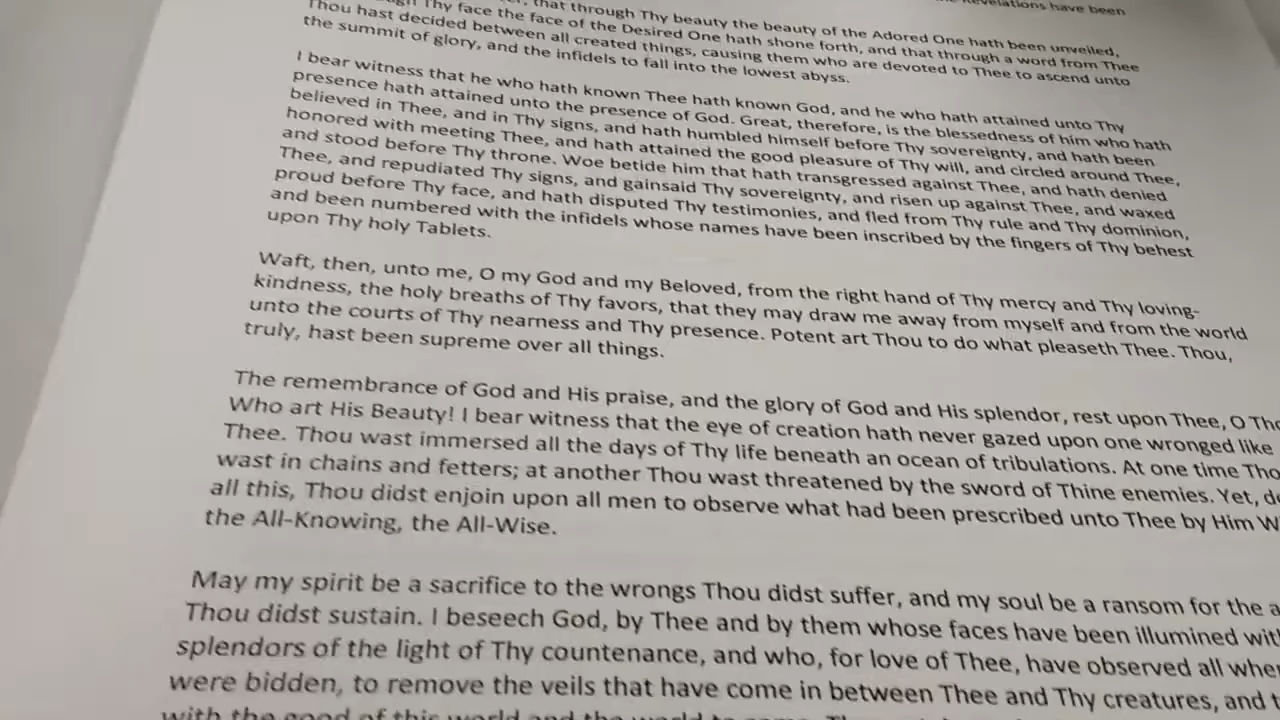 Revelations have been
that through Thy beauty the beauty of the Adored One hath been unveiled,
Thy face the face of the Desired One hath shone forth, and that through a word from Thee
Thou hast decided between all created things, causing them who are devoted to Thee to ascend unto
the summit of glory, and the infidels to fall into the lowest abyss.
I bear witness that he who hath known Thee hath known God, and he who hath attained unto Thy
presence hath attained unto the presence of God. Great, therefore, is the blessedness of him who hath
believed in Thee, and in Thy signs, and hath humbled himself before Thy sovereignty, and hath been
honored with meeting Thee, and hath attained the good pleasure of Thy will, and circled around Thee,
and stood before Thy throne. Woe betide him that hath transgressed against Thee, and hath denied
Thee, and repudiated Thy signs, and gainsaid Thy sovereignty, and risen up against Thee, and waxed
proud before Thy face, and hath disputed Thy testimonies, and fled from Thy rule and Thy dominion,
and been numbered with the infidels whose names have been inscribed by the fingers of Thy behest
upon Thy holy Tablets.
Waft, then, unto me, O my God and my Beloved, from the right hand of Thy mercy and Thy loving-
kindness, the holy breaths of Thy favors, that they may draw me away from myself and from the world
unto the courts of Thy nearness and Thy presence. Potent art Thou to do what pleaseth Thee. Thou,
truly, hast been supreme over all things.
The remembrance of God and His praise, and the glory of God and His splendor, rest upon Thee, O
Who art His Beauty! I bear witness that the eye of creation hath never gazed upon one wronged like
Thee. Thou wast immersed all the days of Thy life beneath an ocean of tribulations. At one time
wast in chains and fetters; at another Thou wast threatened by the sword of Thine enemies. Yet,
all this, Thou didst enjoin upon all men to observe what had been prescribed unto Thee by Him
the All-Knowing, the All-Wise.
May my spirit be a sacrifice to the wrongs Thou didst suffer, and my soul be a ransom for the
Thou didst sustain. I beseech God, by Thee and by them whose faces have been illumined
splendors of the light of Thy countenance, and who, for love of Thee, have observed all
were bidden, to remove the veils that have come in between Thee and Thy creatures, and
with the good of this world and the world